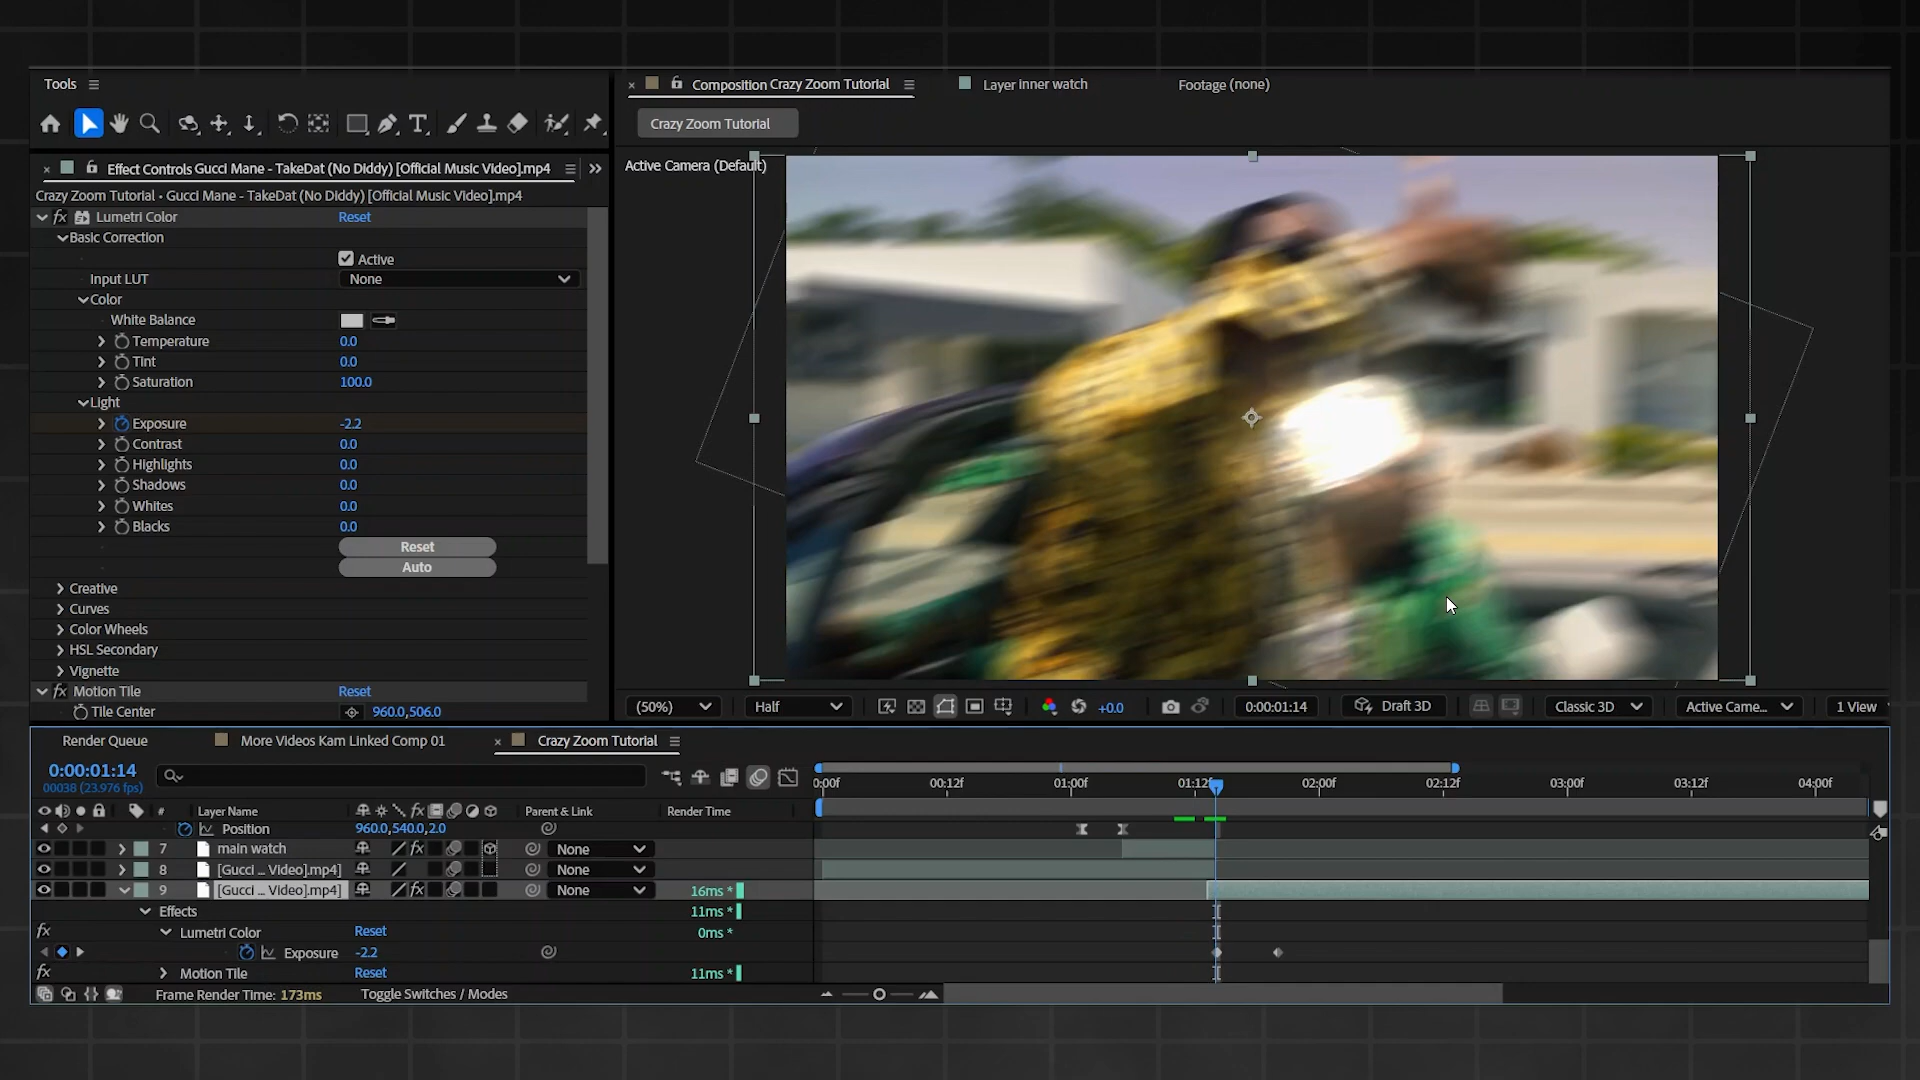 Tools
Composition Crazy Zoom Tutorial
Layer inner watch
Footage (none)
Crazy Zoom Tutorial
Effect Controls Gucci Mane - TakeDat (No Diddy) [Official Music Video].mp4
Active Camera (Default)
Crazy Zoom Tutorial • Gucci Mane - TakeDat (No Diddy) [Official Music Video].mp4
fx Lumetri Color Reset
Basic Correction
Active
Input LUT None
Color
White Balance
Temperature 0.0
Tint 0.0
Saturation 100.0
Light
Exposure -2.2
Contrast 0.0
Highlights 0.0
Shadows 0.0
Whites 0.0
Blacks 0.0
Reset
Auto
Creative
Curves
Color Wheels
HSL Secondary
Vignette
fx Motion Tile Reset
Tile Center 960.0,506.0
(50%) Half +0.0 0:00:01:14 Draft 3D Classic 3D Active Came... 1 View
Render Queue
More Videos Kam Linked Comp 01
Crazy Zoom Tutorial
0:00:01:14
00038 (23.976 fps)
0:00f 00:12f 01:00f 01:12f 02:00f 02:12f 03:00f 03:12f 04:00f
# Layer Name fx Parent & Link Render Time
Position 960.0,540.0,2.0
7 main watch fx None
8 [Gucci ... Video].mp4] None
9 [Gucci ... Video].mp4] fx None 16ms *
Effects 11ms *
fx Lumetri Color Reset 0ms *
Exposure -2.2
fx Motion Tile Reset 11ms *
Frame Render Time: 173ms Toggle Switches / Modes